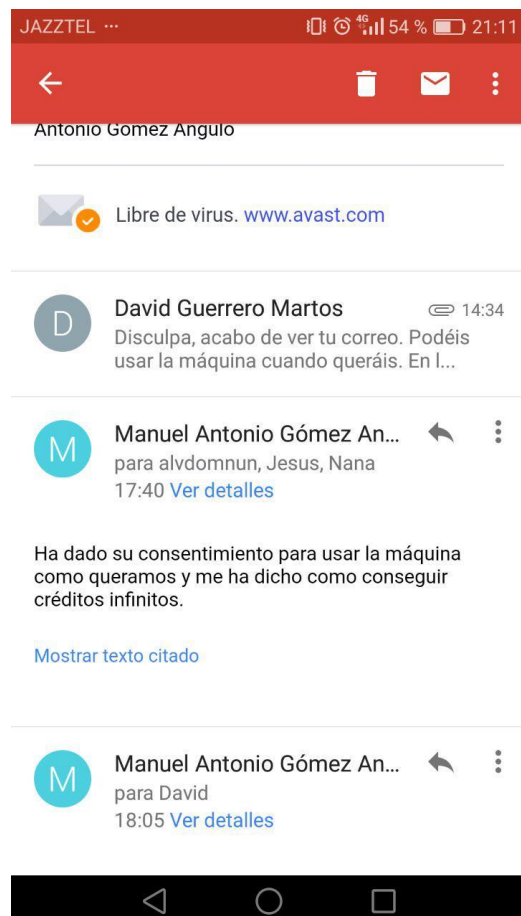 JAZZTEL ... 4G 54 % 21:11
Antonio Gómez Angulo
Libre de virus. www.avast.com
D David Guerrero Martos 14:34
Disculpa, acabo de ver tu correo. Podéis
usar la máquina cuando queráis. En l...
M Manuel Antonio Gómez An...
para alvdomnun, Jesus, Nana
17:40 Ver detalles
Ha dado su consentimiento para usar la máquina
como queramos y me ha dicho como conseguir
créditos infinitos.
Mostrar texto citado
M Manuel Antonio Gómez An...
para David
18:05 Ver detalles